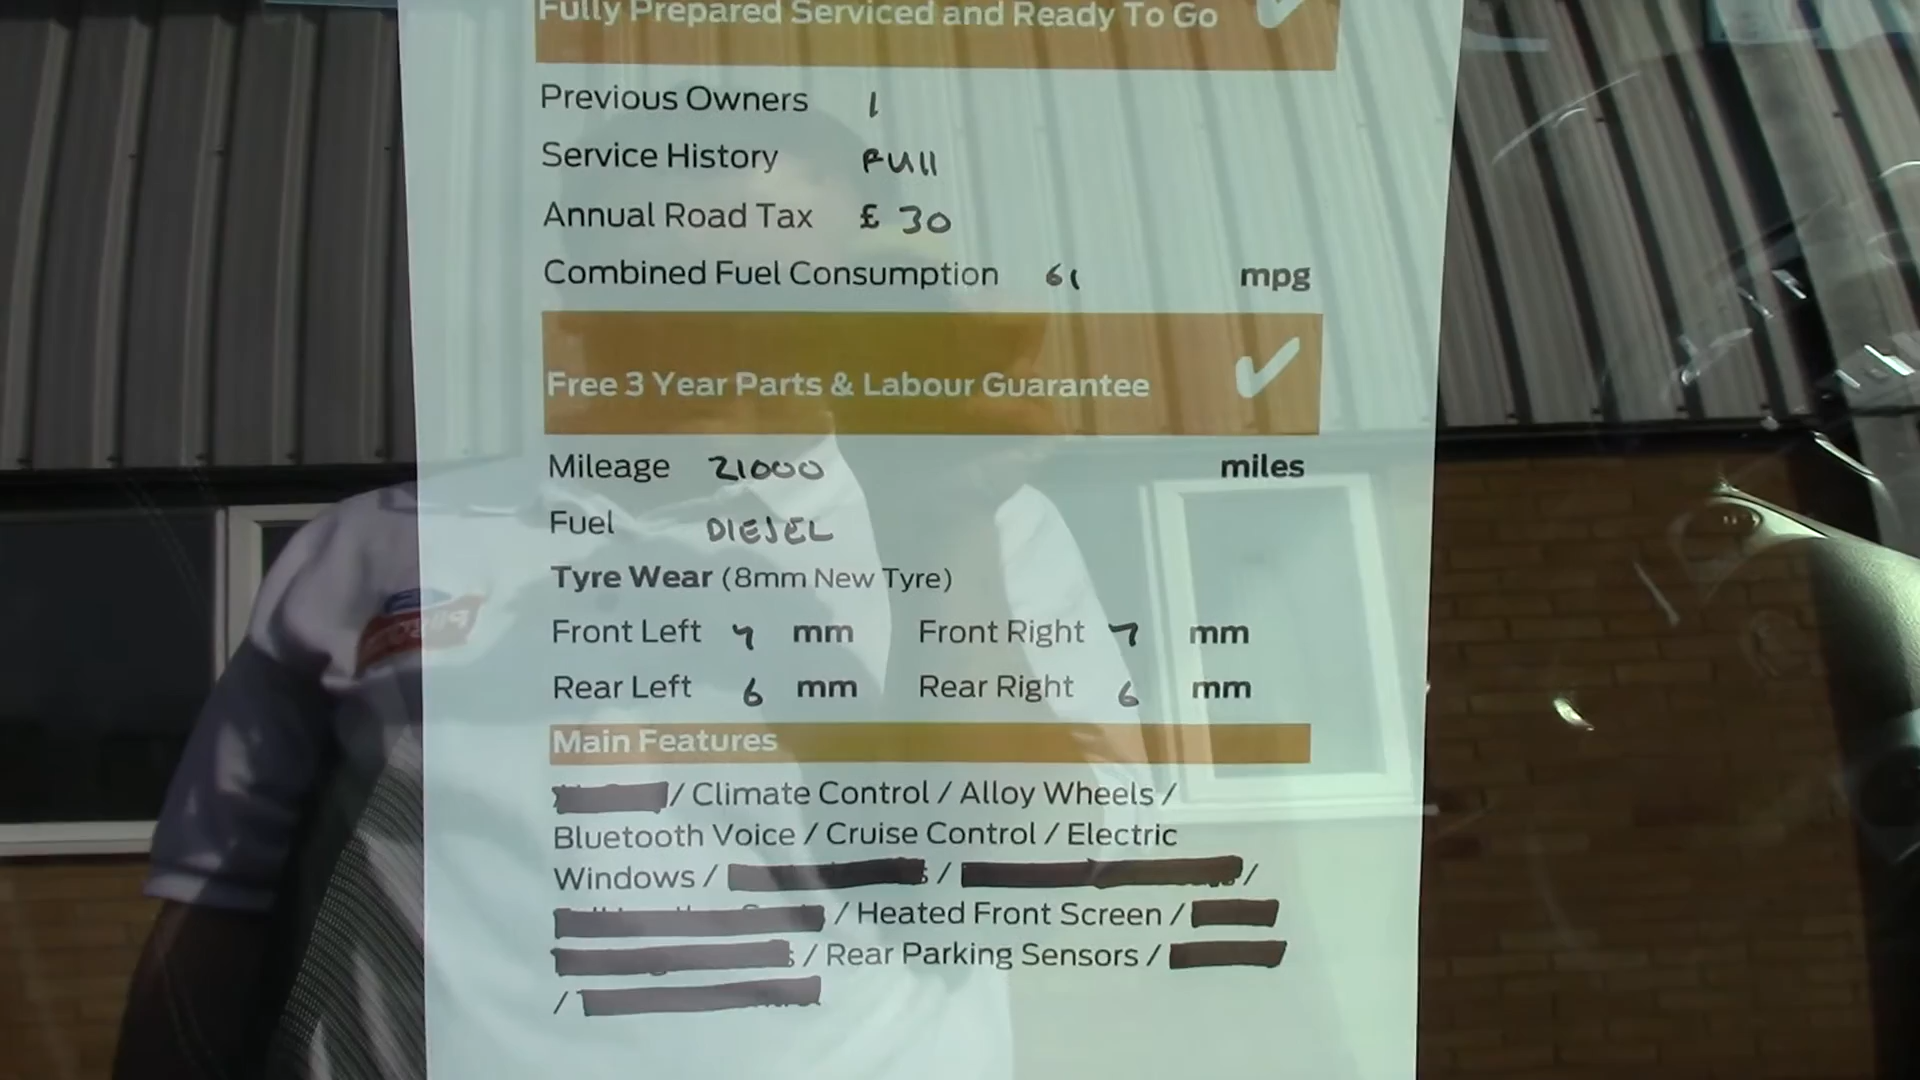 Fully Prepared Serviced and Ready To Go
Previous Owners 1
Service History FUll
Annual Road Tax £ 30
Combined Fuel Consumption 61 mpg
Free 3 Year Parts & Labour Guarantee
Mileage 21000 miles
Fuel DIESEL
Tyre Wear (8mm New Tyre)
Front Left 7 mm Front Right 7 mm
Rear Left 6 mm Rear Right 6 mm
Main Features
/ Climate Control / Alloy Wheels /
Bluetooth Voice / Cruise Control / Electric
Windows / / /
/ Heated Front Screen /
/ Rear Parking Sensors /
/